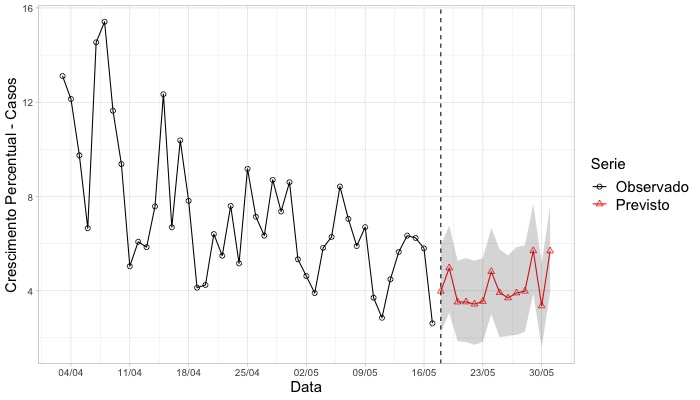 16
12
8
4
Crescimento Percentual - Casos
04/04
11/04
18/04
25/04
02/05
09/05
16/05
23/05
30/05
Data
Serie
Observado
Previsto